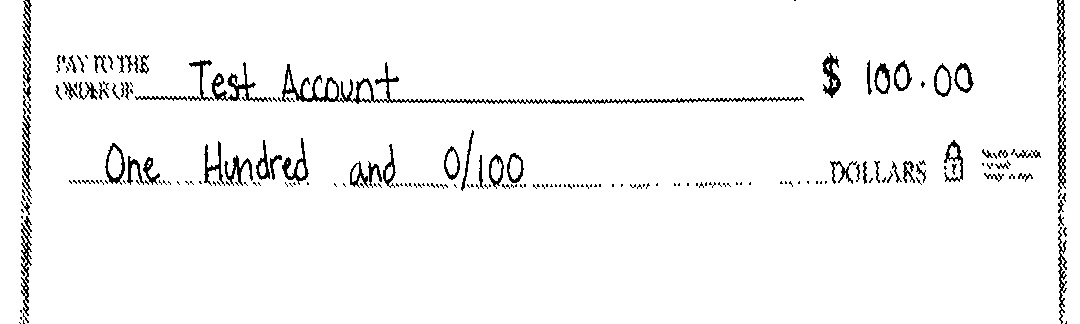 PAY TO THE
ORDER OF Test Account $ 100.00
One Hundred and 0/100 DOLLARS